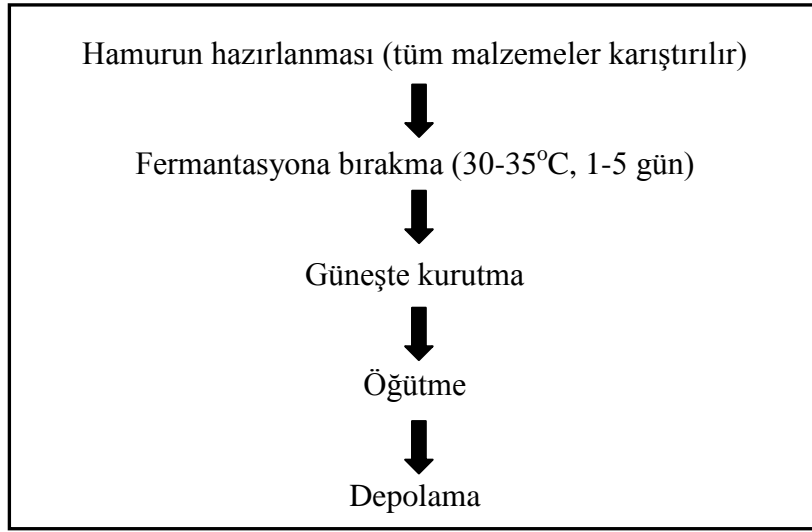 Hamurun hazırlanması (tüm malzemeler karıştırılır)
Fermantasyona bırakma (30-35°C, 1-5 gün)
Güneşte kurutma
Öğütme
Depolama